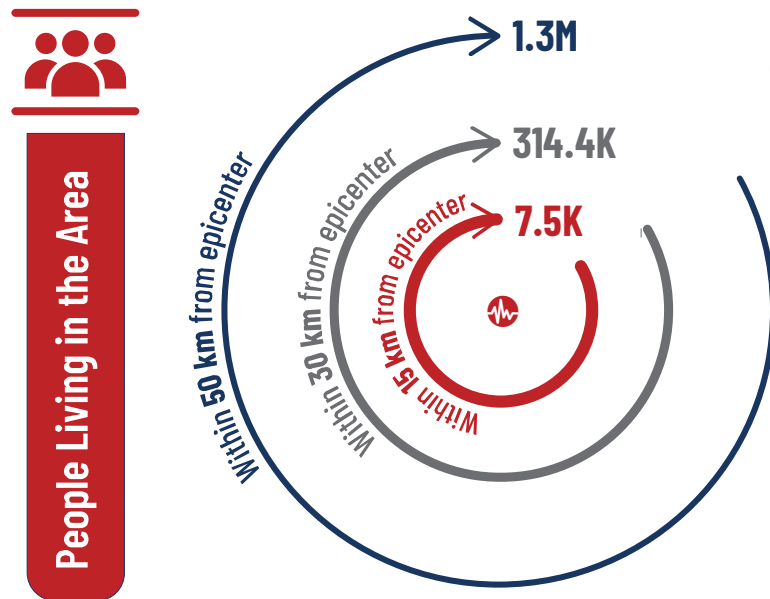 People Living in the Area
1.3M
Within 50 km from epicenter
314.4K
Within 30 km from epicenter
7.5K
Within 15 km from epicenter